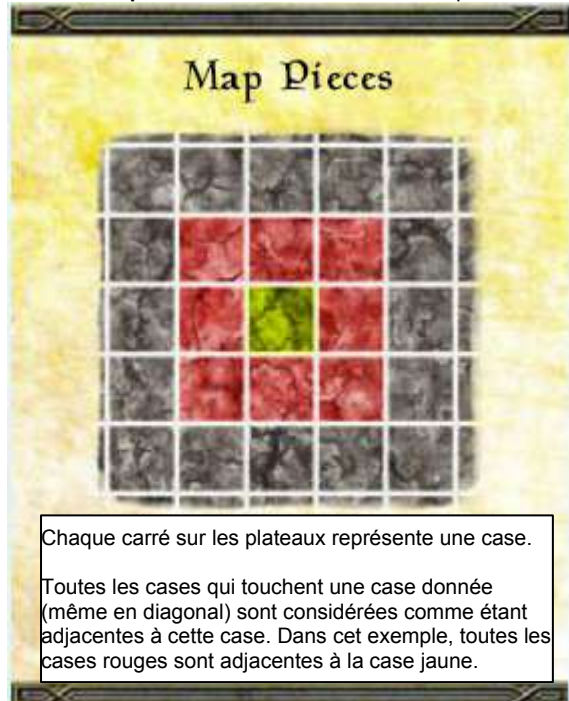 Map Pieces
Chaque carré sur les plateaux représente une case.
Toutes les cases qui touchent une case donnée
(même en diagonal) sont considérées comme étant
adjacentes à cette case. Dans cet exemple, toutes les
cases rouges sont adjacentes à la case jaune.